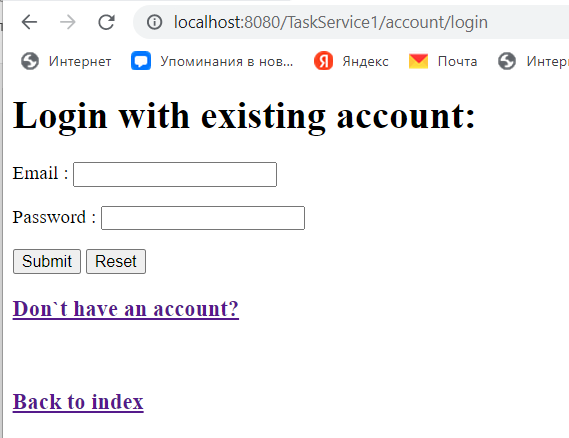 localhost:8080/TaskService1/account/login
Интернет Упоминания в нов... Яндекс Почта Интер
Login with existing account:
Email :
Password :
Submit Reset
Don`t have an account?
Back to index